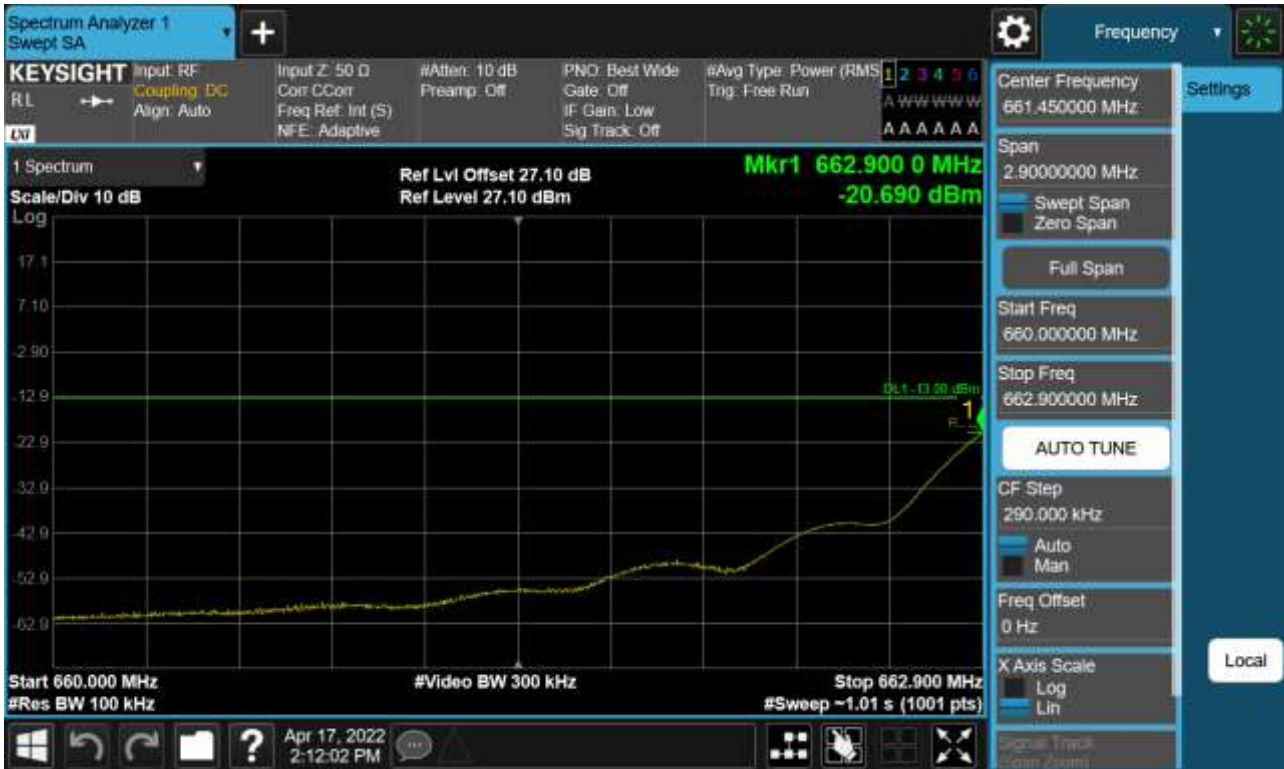 Spectrum Analyzer 1
Swept SA
+
Frequency
KEYSIGHT
RL
LXI
Input: RF
Coupling: DC
Align: Auto
Input Z: 50 Ω
Corr CCorr
Freq Ref: Int (S)
NFE: Adaptive
#Atten: 10 dB
Preamp: Off
PNO: Best Wide
Gate: Off
IF Gain: Low
Sig Track: Off
#Avg Type: Power (RMS
Trig: Free Run
1 2 3 4 5 6
A W W W W W
A A A A A A
1 Spectrum
Scale/Div 10 dB
Log
Ref Lvl Offset 27.10 dB
Ref Level 27.10 dBm
Mkr1 662.900 0 MHz
-20.690 dBm
17.1
7.10
-2.90
-12.9
-22.9
-32.9
-42.9
-52.9
-62.9
DL1 -13.00 dBm
1
Start 660.000 MHz
#Res BW 100 kHz
#Video BW 300 kHz
Stop 662.900 MHz
#Sweep ~1.01 s (1001 pts)
Center Frequency
661.450000 MHz
Settings
Span
2.90000000 MHz
Swept Span
Zero Span
Full Span
Start Freq
660.000000 MHz
Stop Freq
662.900000 MHz
AUTO TUNE
CF Step
290.000 kHz
Auto
Man
Freq Offset
0 Hz
X Axis Scale
Log
Lin
Local
Signal Track
(Span Zoom)
?
Apr 17, 2022
2:12:02 PM